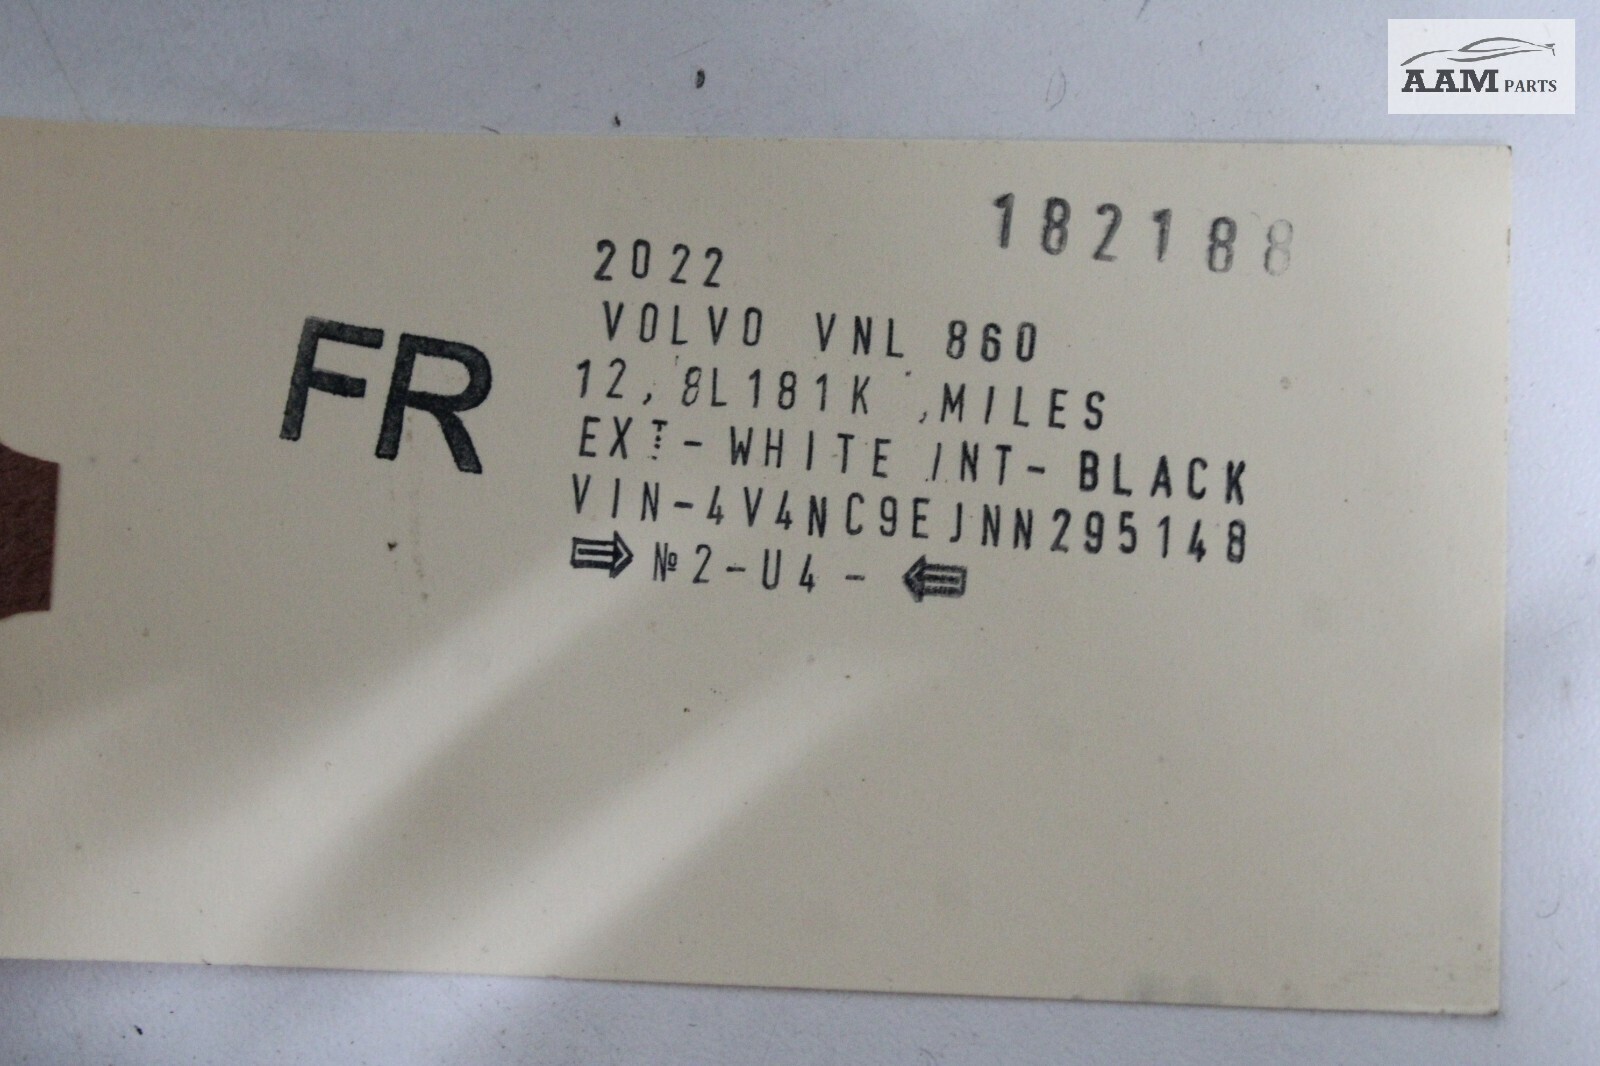 AAM PARTS
182188
2022
FR
VOLVO VNL 860
12,8L181K ,MILES
EXT-WHITE INT-BLACK
VIN-4V4NC9EJNN295148
⇒ №2-U4- ⇐